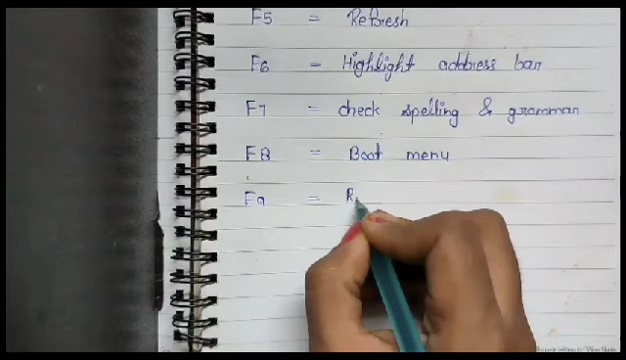 F5 = Refresh
F6 = Highlight address bar
F7 = check spelling & grammar
F8 = Boot menu
F9 = R